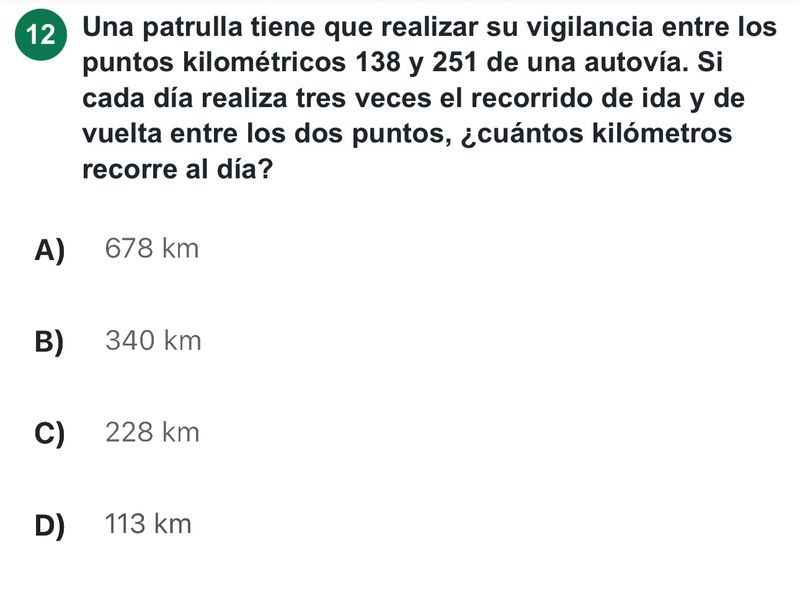 12 Una patrulla tiene que realizar su vigilancia entre los
puntos kilométricos 138 y 251 de una autovía. Si
cada día realiza tres veces el recorrido de ida y de
vuelta entre los dos puntos, ¿cuántos kilómetros
recorre al día?
A) 678 km
B) 340 km
C) 228 km
D) 113 km